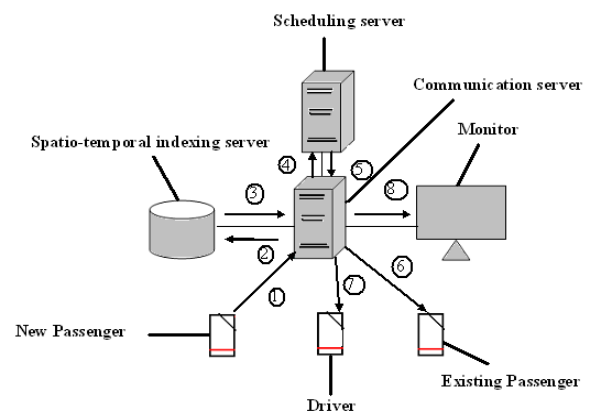 Scheduling server
Communication server
Monitor
Spatio-temporal indexing server
④ ⑤
③ ⑧
②
① ⑦ ⑥
New Passenger
Existing Passenger
Driver